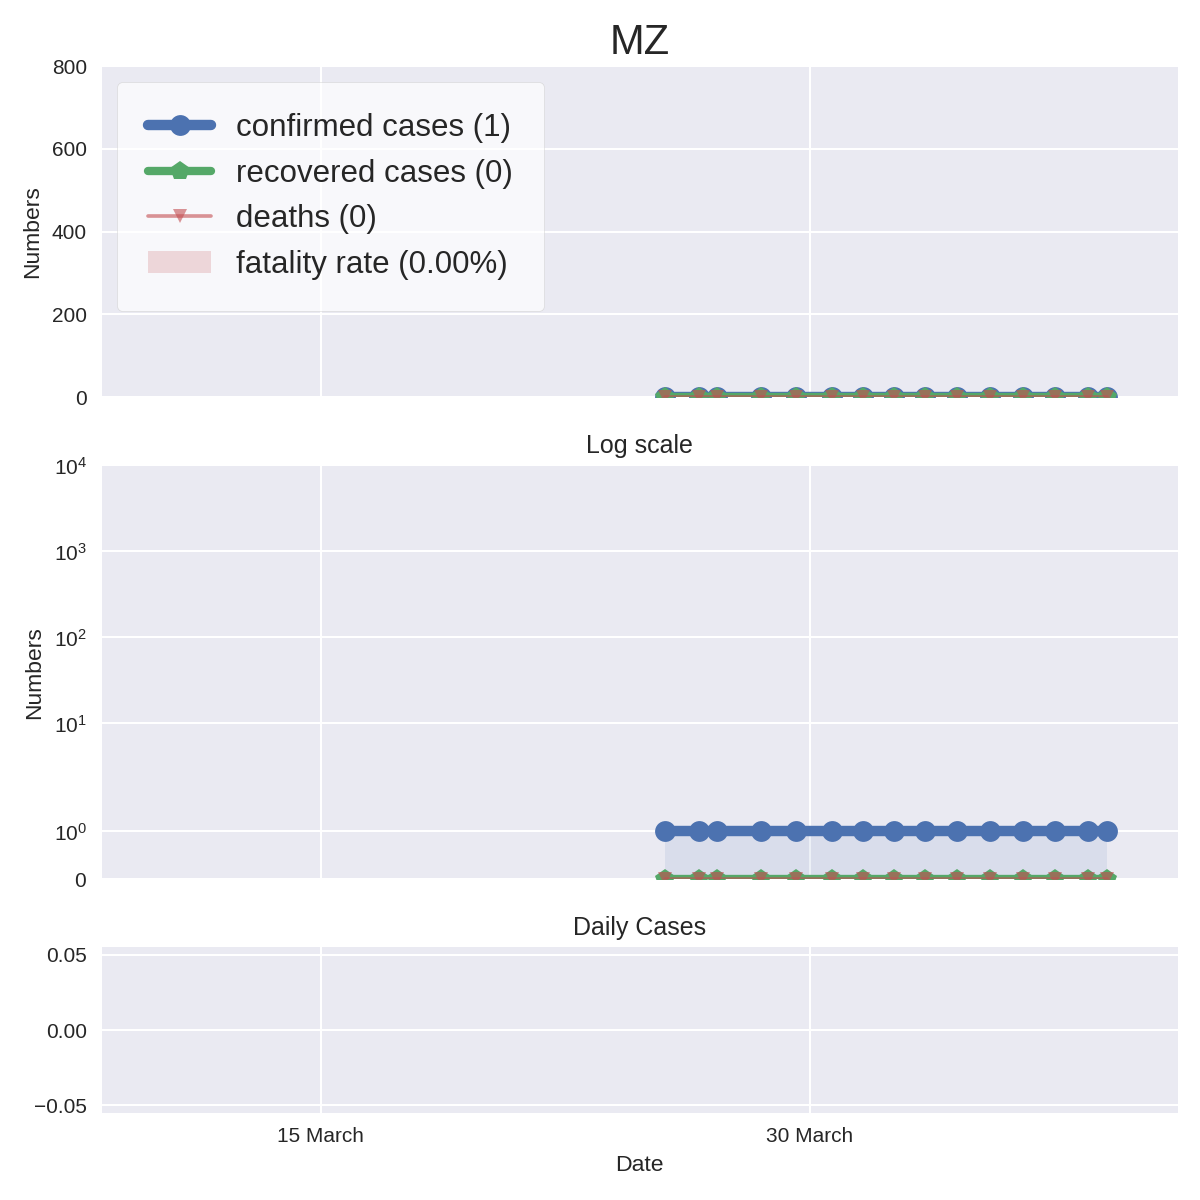 MZ
800
600
400
200
0
Numbers
confirmed cases (1)
recovered cases (0)
deaths (0)
fatality rate (0.00%)
Log scale
10⁴
10³
10²
10¹
10⁰
0
Numbers
Daily Cases
0.05
0.00
−0.05
15 March
30 March
Date